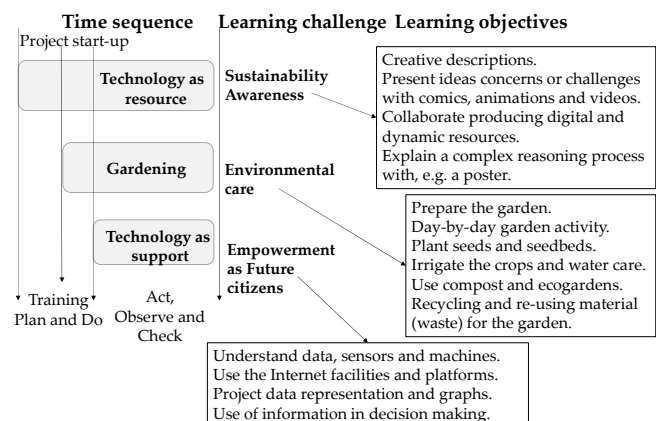 Time sequence
Learning challenge
Learning objectives
Project start-up
Technology as
resource
Sustainability
Awareness
Creative descriptions.
Present ideas concerns or challenges
with comics, animations and videos.
Collaborate producing digital and
dynamic resources.
Explain a complex reasoning process
with, e.g. a poster.
Gardening
Environmental
care
Prepare the garden.
Day-by-day garden activity.
Plant seeds and seedbeds.
Irrigate the crops and water care.
Use compost and ecogardens.
Recycling and re-using material
(waste) for the garden.
Technology as
support
Empowerment
as Future
citizens
Training
Plan and Do
Act,
Observe and
Check
Understand data, sensors and machines.
Use the Internet facilities and platforms.
Project data representation and graphs.
Use of information in decision making.